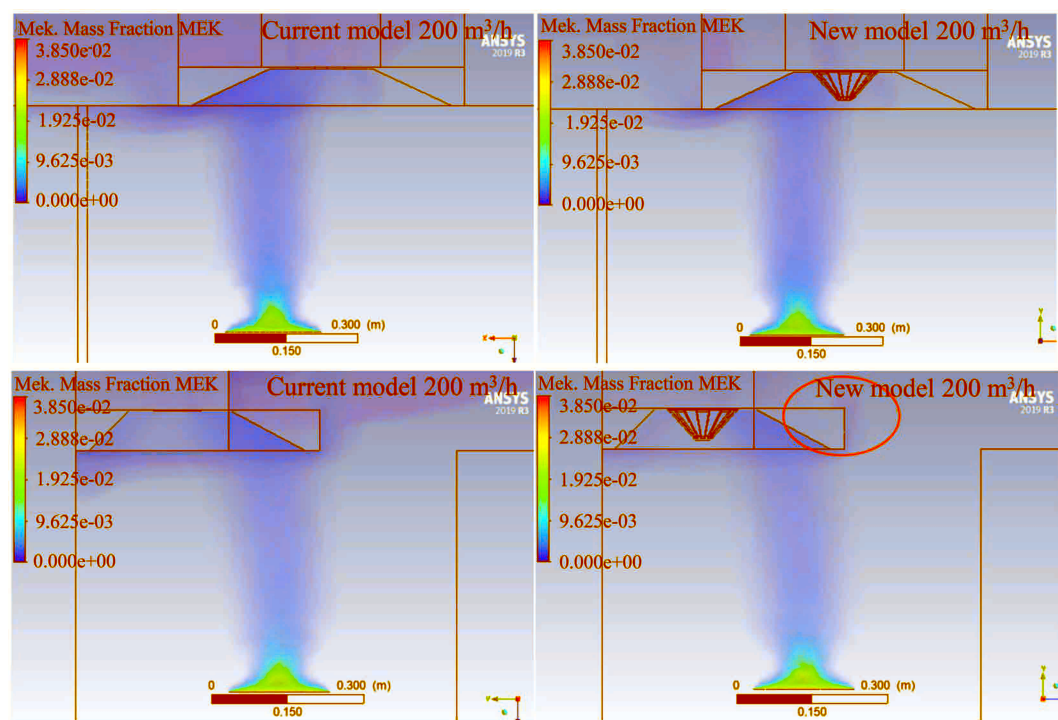 Mek. Mass Fraction MEK
Current model 200 m³/h
ANSYS
2019 R3
3.850e-02
2.888e-02
1.925e-02
9.625e-03
0.000e+00
0 0.300 (m)
0.150
x
Mek. Mass Fraction MEK
New model 200 m³/h
ANSYS
2019 R3
3.850e-02
2.888e-02
1.925e-02
9.625e-03
0.000e+00
0 0.300 (m)
0.150
Y
Mek. Mass Fraction MEK
Current model 200 m³/h
ANSYS
2019 R3
3.850e-02
2.888e-02
1.925e-02
9.625e-03
0.000e+00
0 0.300 (m)
0.150
Mek. Mass Fraction MEK
New model 200 m³/h
ANSYS
2019 R3
3.850e-02
2.888e-02
1.925e-02
9.625e-03
0.000e+00
0 0.300 (m)
0.150